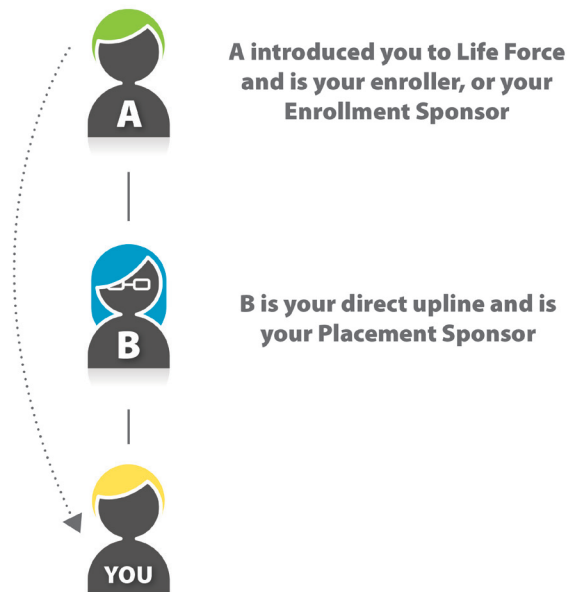 A introduced you to Life Force
and is your enroller, or your
Enrollment Sponsor
A
B is your direct upline and is
your Placement Sponsor
B
YOU